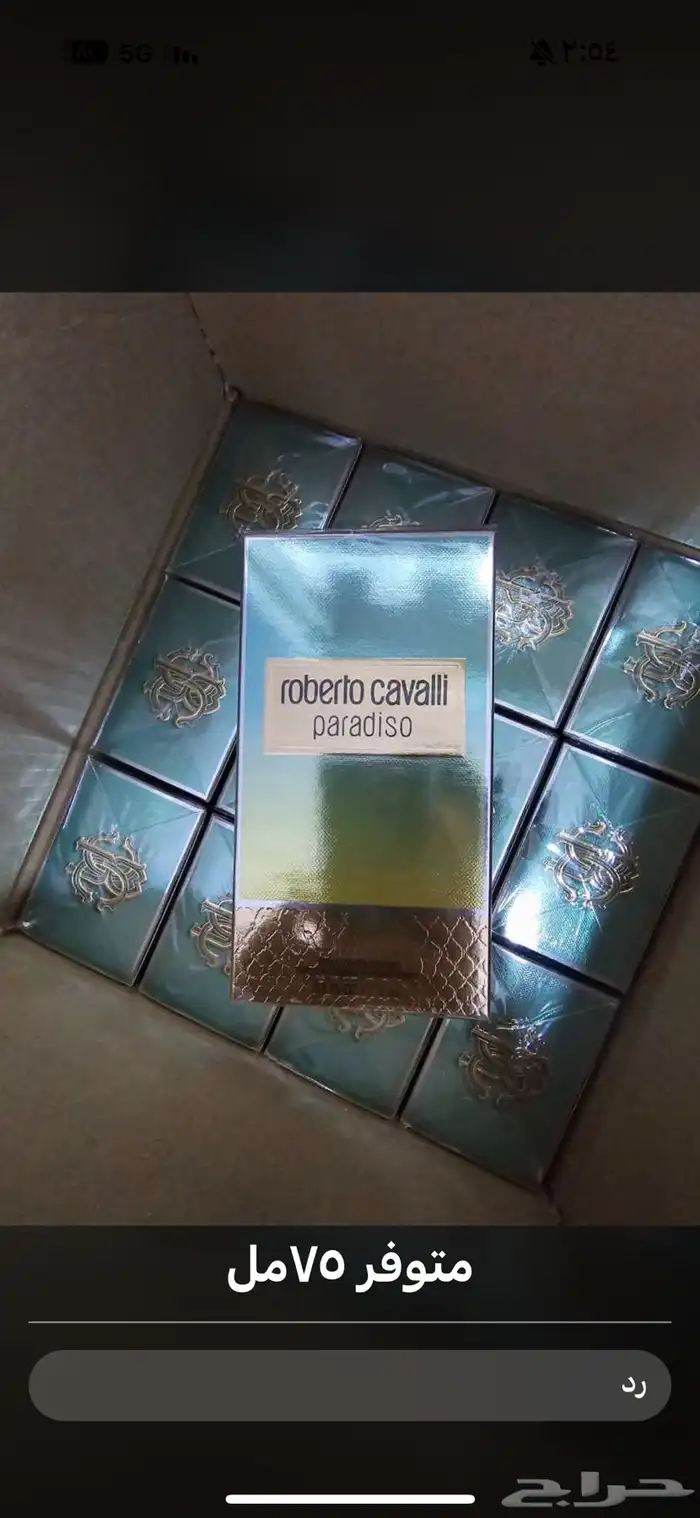 5G
٢:٥٤
roberto cavalli
paradiso
متوفر ٧٥مل
رد
حراج